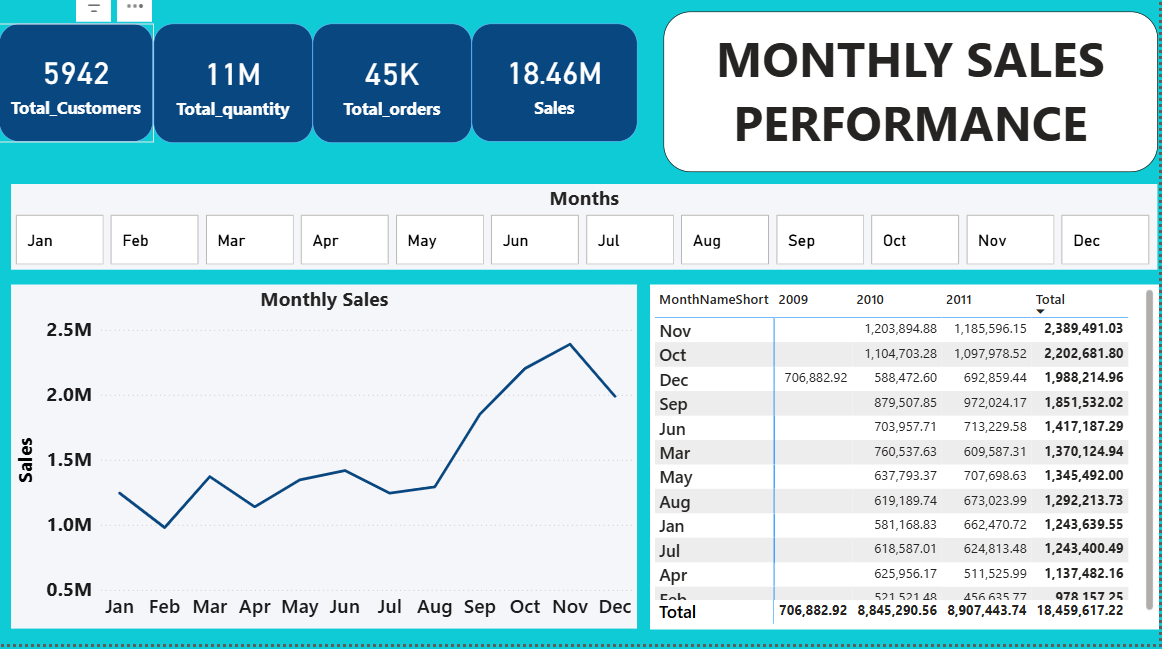 5942
Total_Customers
11M
Total_quantity
45K
Total_orders
18.46M
Sales
MONTHLY SALES
PERFORMANCE
Months
Jan Feb Mar Apr May Jun Jul Aug Sep Oct Nov Dec
Monthly Sales
2.5M
2.0M
1.5M
1.0M
0.5M
Sales
Jan Feb Mar Apr May Jun Jul Aug Sep Oct Nov Dec
MonthNameShort 2009 2010 2011 Total
Nov 1,203,894.88 1,185,596.15 2,389,491.03
Oct 1,104,703.28 1,097,978.52 2,202,681.80
Dec 706,882.92 588,472.60 692,859.44 1,988,214.96
Sep 879,507.85 972,024.17 1,851,532.02
Jun 703,957.71 713,229.58 1,417,187.29
Mar 760,537.63 609,587.31 1,370,124.94
May 637,793.37 707,698.63 1,345,492.00
Aug 619,189.74 673,023.99 1,292,213.73
Jan 581,168.83 662,470.72 1,243,639.55
Jul 618,587.01 624,813.48 1,243,400.49
Apr 625,956.17 511,525.99 1,137,482.16
Feb 521,521.48 456,635.77 978,157.25
Total 706,882.92 8,845,290.56 8,907,443.74 18,459,617.22